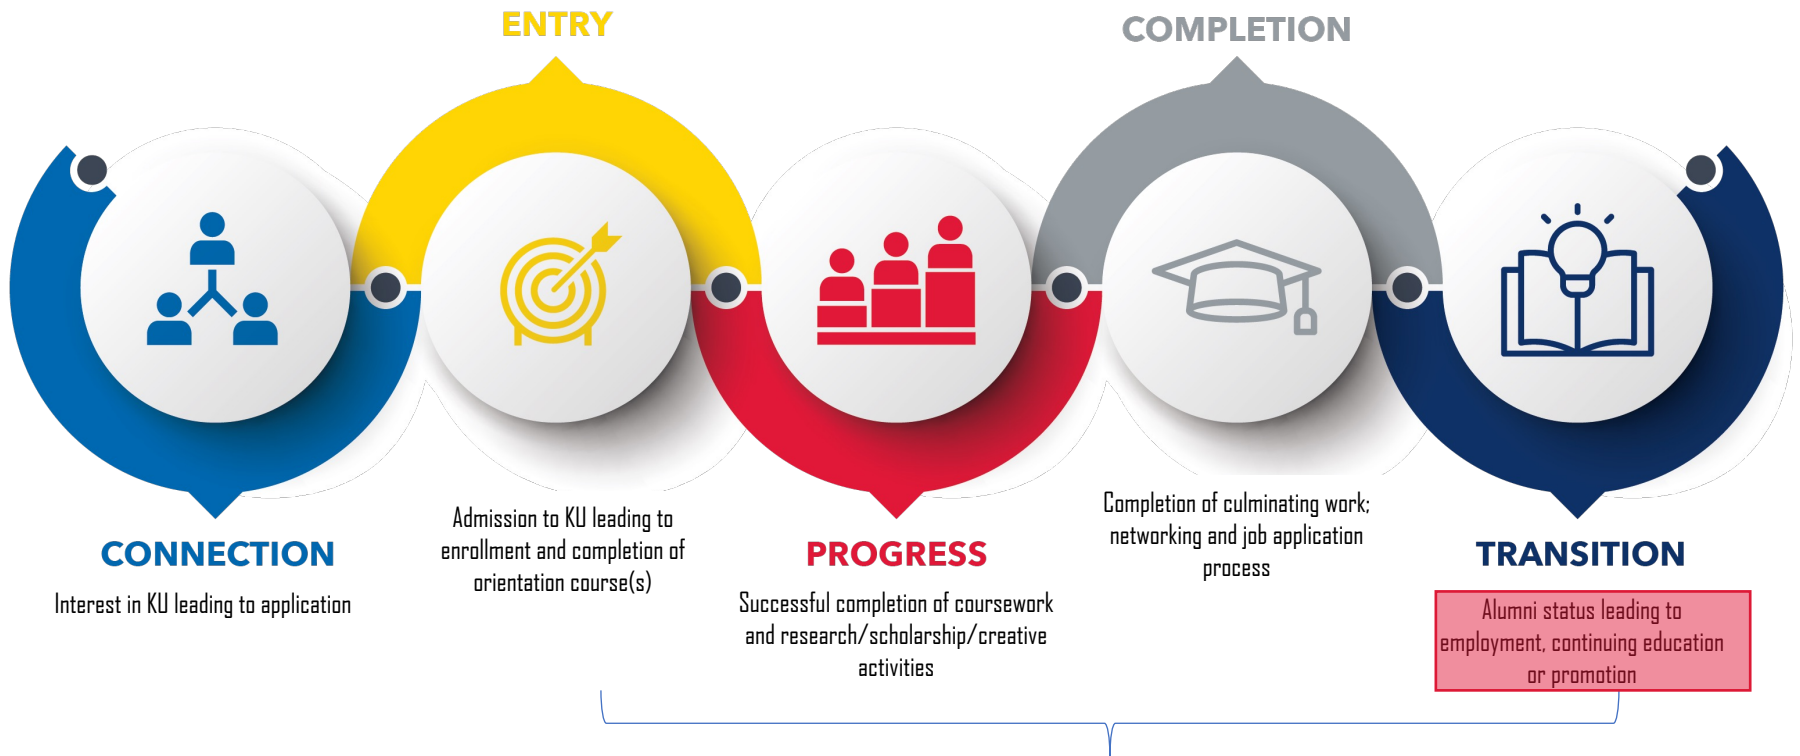 ENTRY
COMPLETION
Admission to KU leading to
enrollment and completion of
orientation course(s)
Completion of culminating work;
networking and job application
process
CONNECTION
Interest in KU leading to application
PROGRESS
Successful completion of coursework
and research/scholarship/creative
activities
TRANSITION
Alumni status leading to
employment, continuing education
or promotion